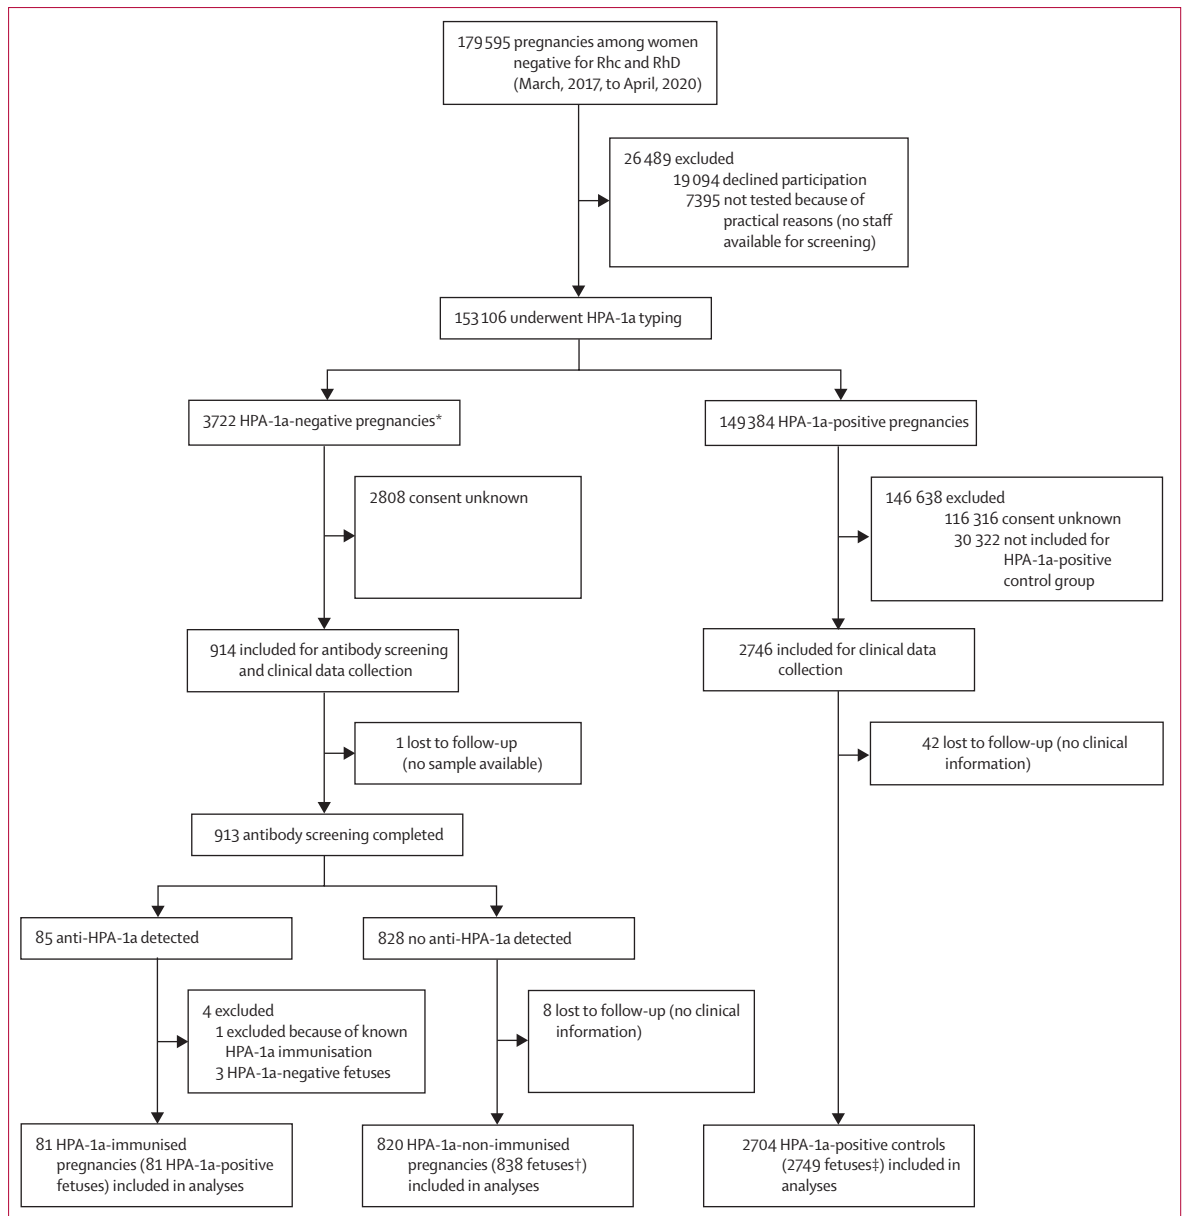 179 595 pregnancies among women
negative for Rhc and RhD
(March, 2017, to April, 2020)
26 489 excluded
19 094 declined participation
7395 not tested because of
practical reasons (no staff
available for screening)
153 106 underwent HPA-1a typing
3722 HPA-1a-negative pregnancies*
149 384 HPA-1a-positive pregnancies
2808 consent unknown
146 638 excluded
116 316 consent unknown
30 322 not included for
HPA-1a-positive
control group
914 included for antibody screening
and clinical data collection
2746 included for clinical data
collection
1 lost to follow-up
(no sample available)
42 lost to follow-up (no clinical
information)
913 antibody screening completed
85 anti-HPA-1a detected
828 no anti-HPA-1a detected
4 excluded
1 excluded because of known
HPA-1a immunisation
3 HPA-1a-negative fetuses
8 lost to follow-up (no clinical
information)
81 HPA-1a-immunised
pregnancies (81 HPA-1a-positive
fetuses) included in analyses
820 HPA-1a-non-immunised
pregnancies (838 fetuses†)
included in analyses
2704 HPA-1a-positive controls
(2749 fetuses‡) included in
analyses